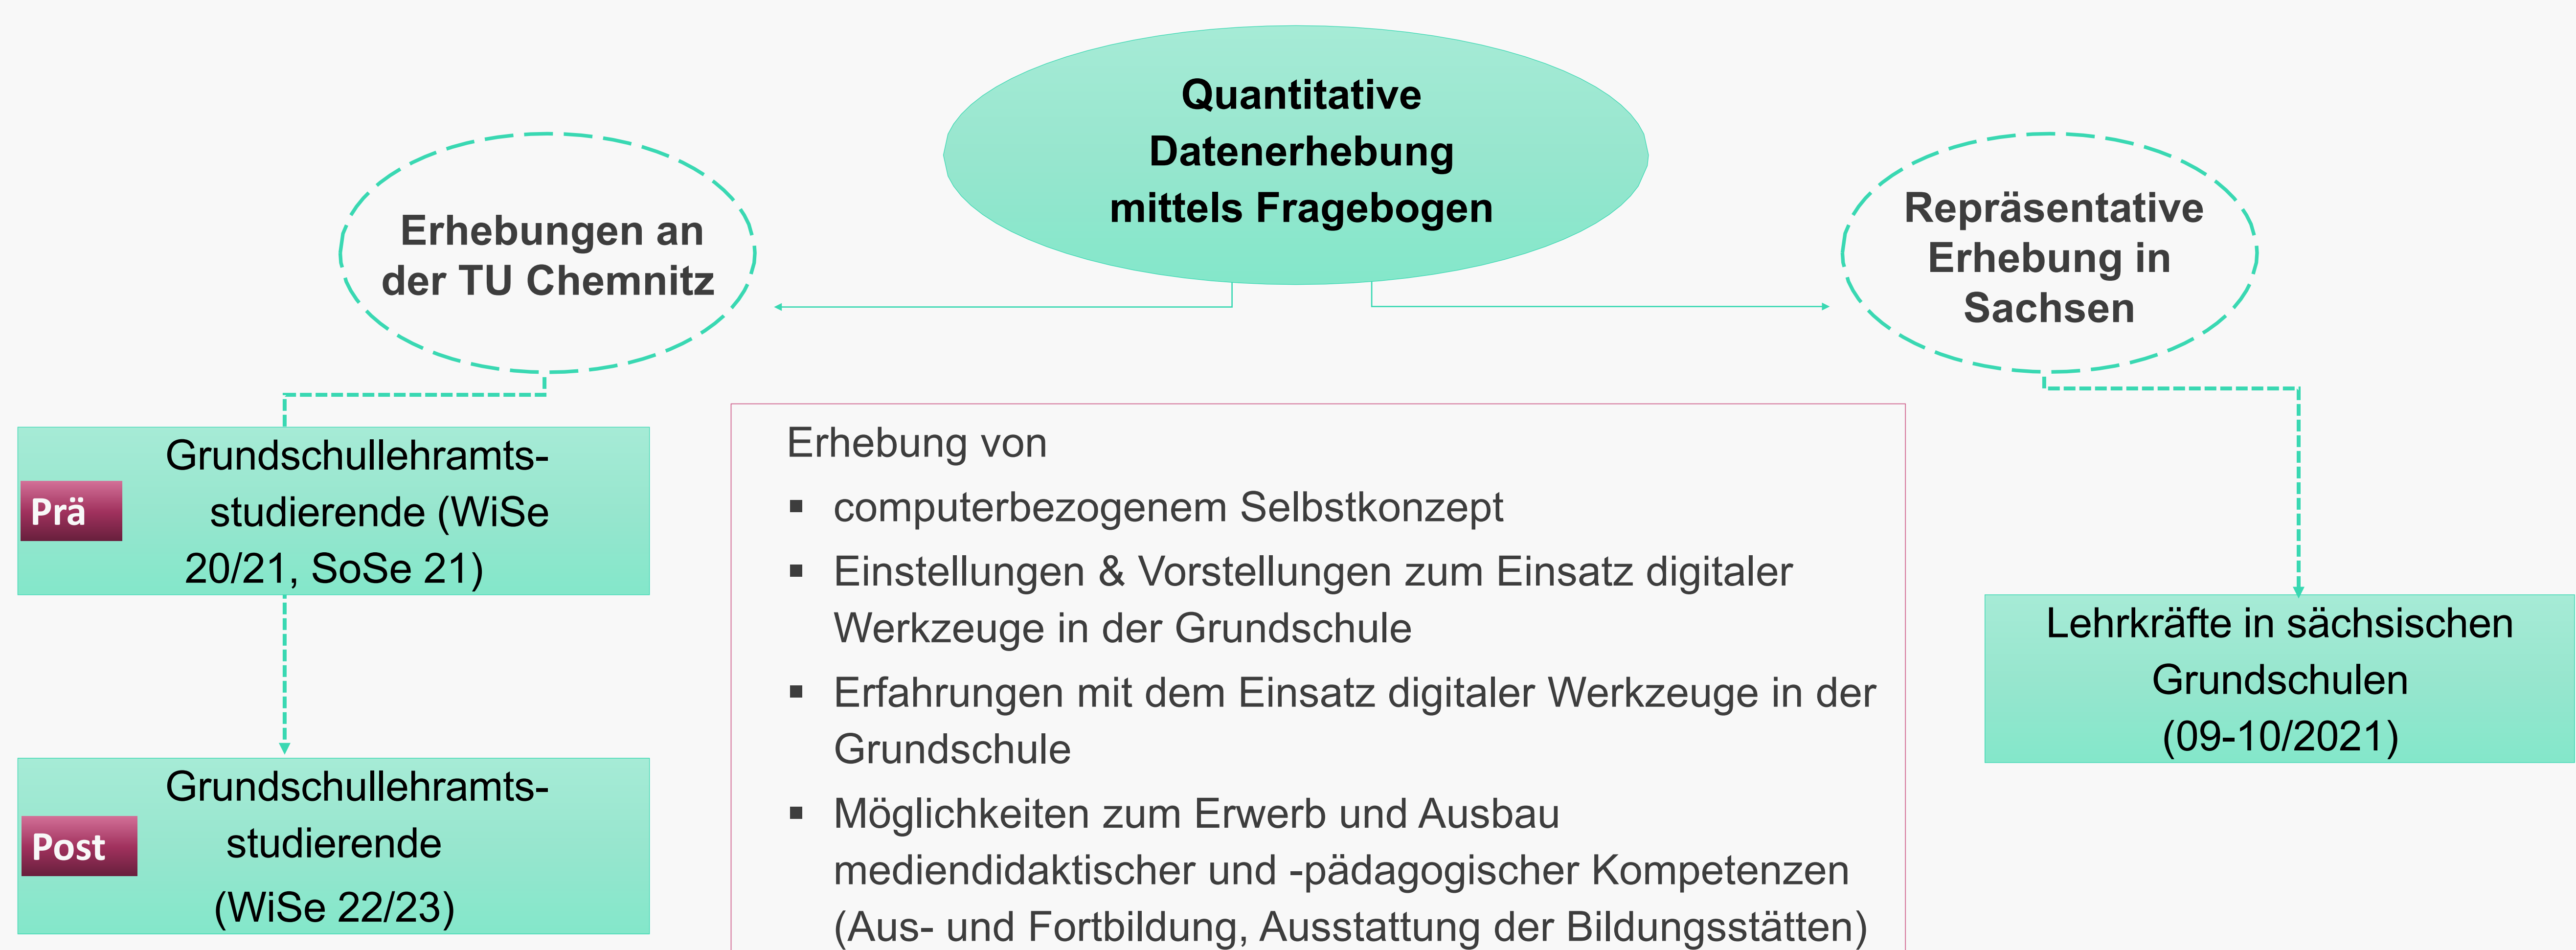 Quantitative
Datenerhebung
mittels Fragebogen
Erhebungen an
der TU Chemnitz
Repräsentative
Erhebung in
Sachsen
Prä
Grundschullehramts-
studierende (WiSe
20/21, SoSe 21)
Post
Grundschullehramts-
studierende
(WiSe 22/23)
Erhebung von
▪ computerbezogenem Selbstkonzept
▪ Einstellungen & Vorstellungen zum Einsatz digitaler
Werkzeuge in der Grundschule
▪ Erfahrungen mit dem Einsatz digitaler Werkzeuge in der
Grundschule
▪ Möglichkeiten zum Erwerb und Ausbau
mediendidaktischer und -pädagogischer Kompetenzen
(Aus- und Fortbildung, Ausstattung der Bildungsstätten)
Lehrkräfte in sächsischen
Grundschulen
(09-10/2021)